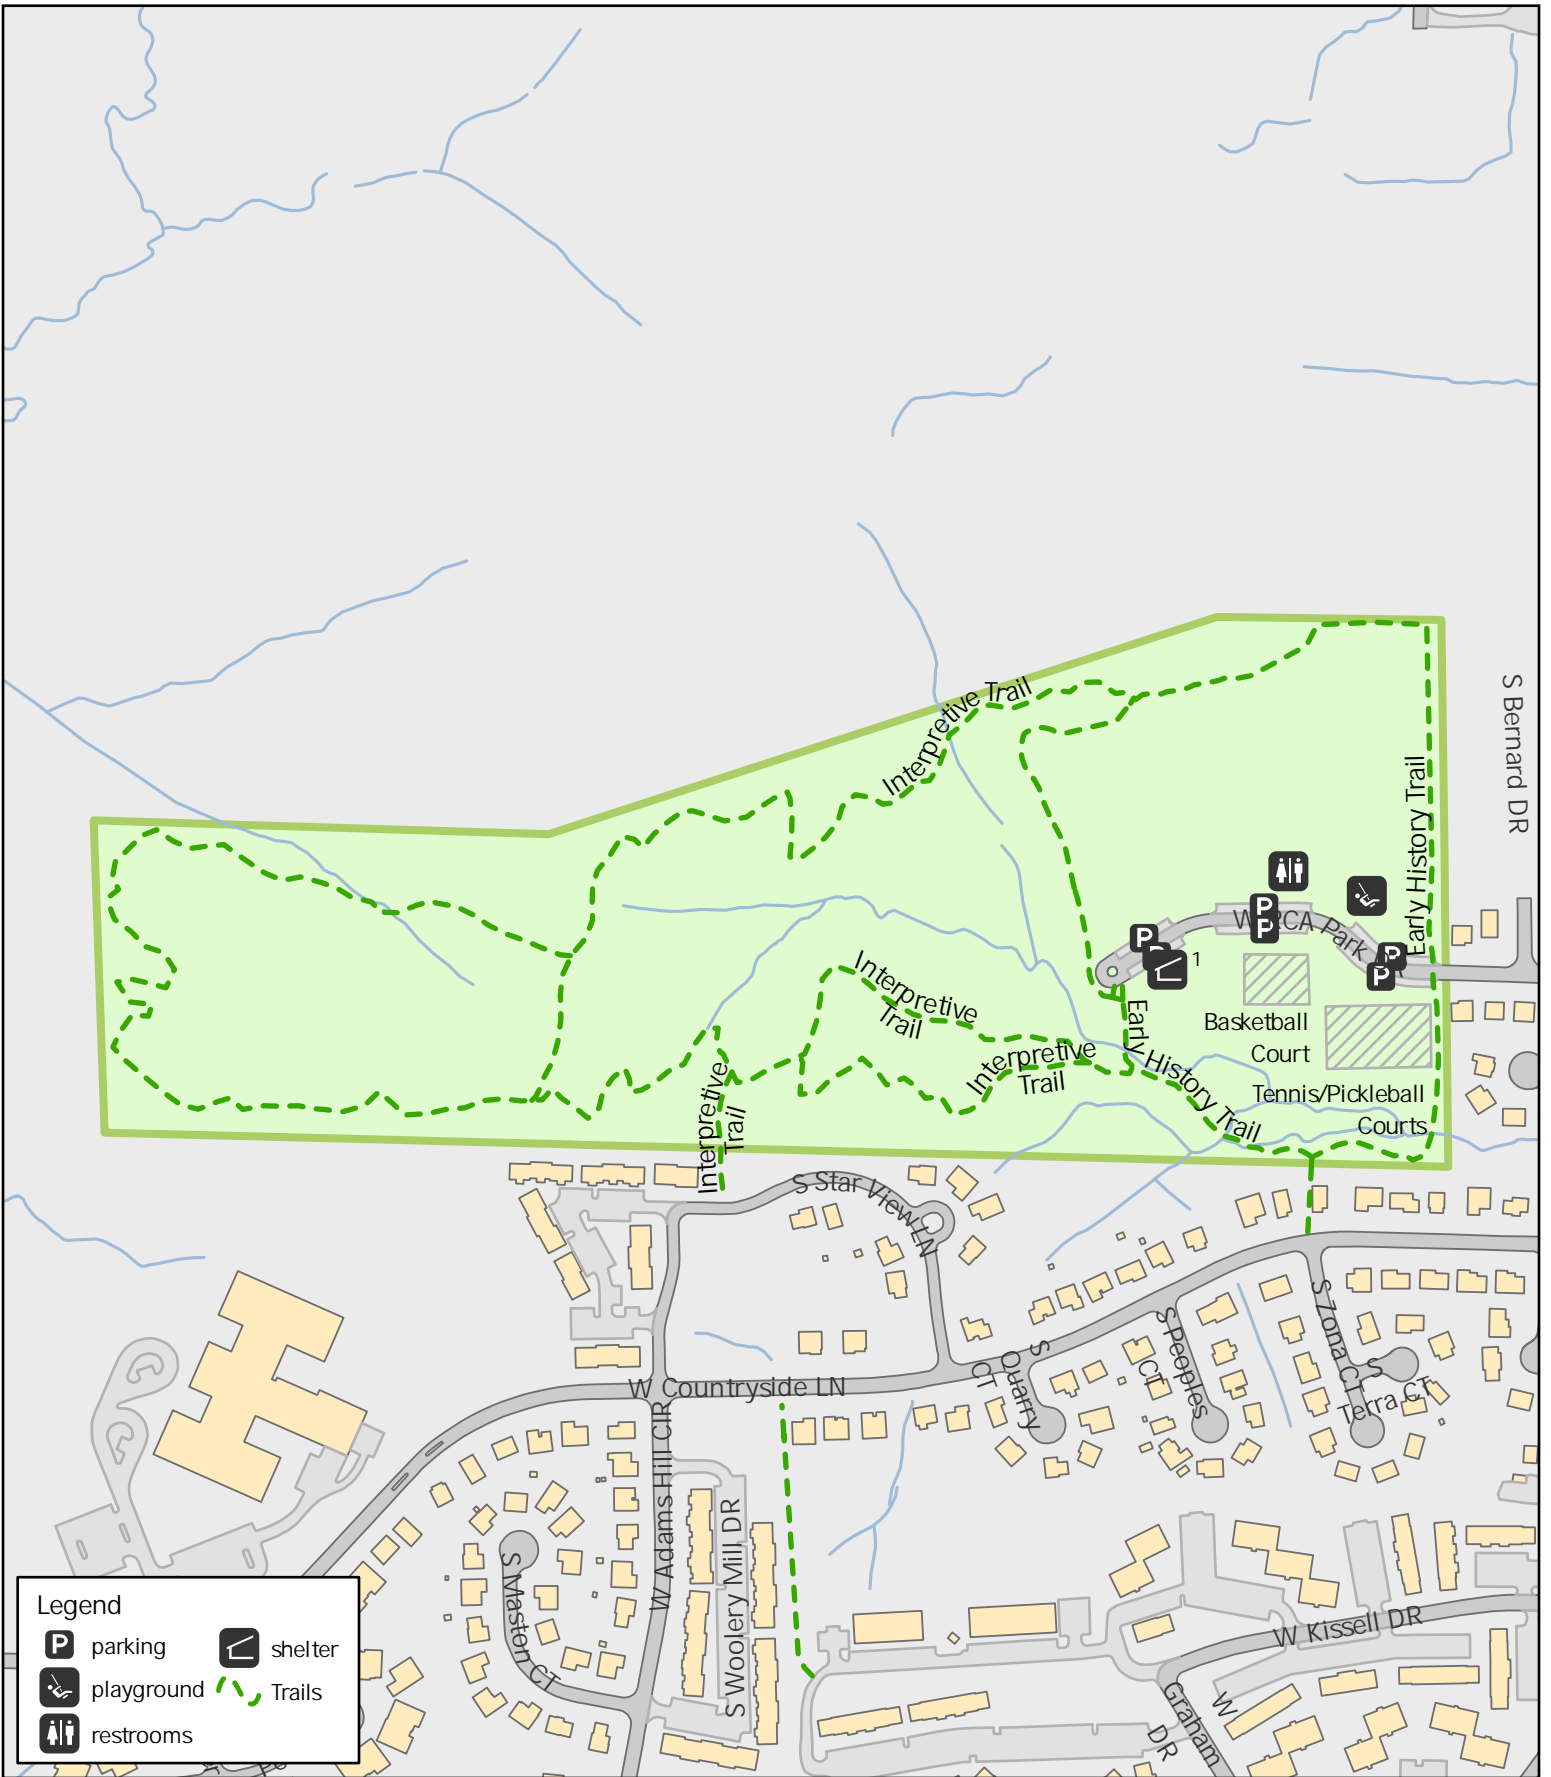 S Bernard DR
Interpretive Trail
Early History Trail
W RCA Park
1
Interpretive
Trail
Basketball
Court
Early History Trail
Interpretive
Trail
Tennis/Pickleball
Courts
Interpretive
Trail
S Star View LN
W Countryside LN
S Quarry
CT
S Peoples
CT
S Zona CT
S
Terra CT
W Adams Hill CIR
S Woolery Mill DR
S Maston CT
W Kissell DR
W
Graham
DR
Legend
parking
shelter
playground
Trails
restrooms